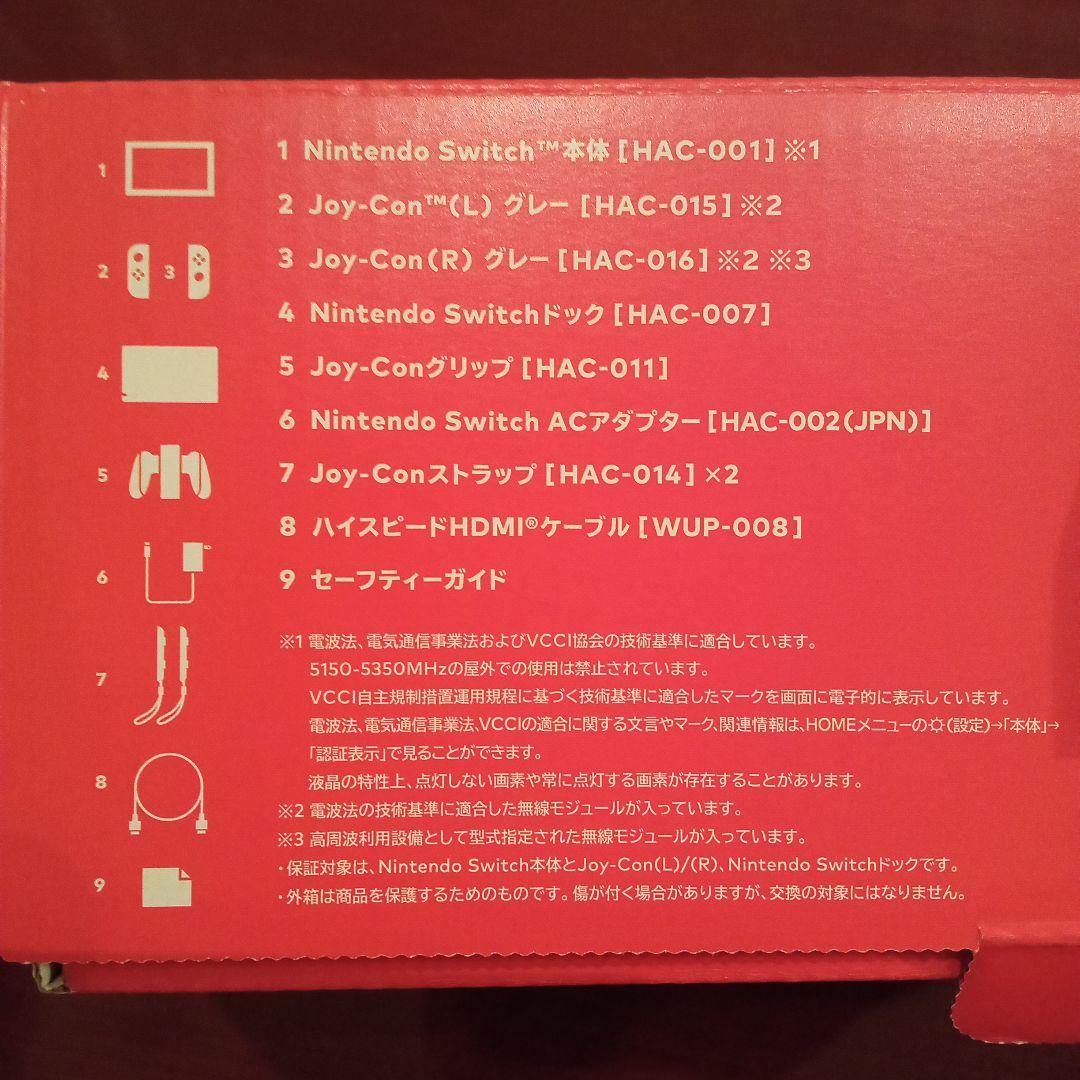 1 Nintendo Switch™本体[HAC-001]※1
2 Joy-Con™(L) グレー[HAC-015]※2
3 Joy-Con(R) グレー[HAC-016]※2 ※3
4 Nintendo Switchドック[HAC-007]
5 Joy-Conグリップ[HAC-011]
6 Nintendo Switch ACアダプター[HAC-002(JPN)]
7 Joy-Conストラップ[HAC-014]×2
8 ハイスピードHDMI®ケーブル[WUP-008]
9 セーフティーガイド
※1 電波法、電気通信事業法およびVCCI協会の技術基準に適合しています。
5150-5350MHzの屋外での使用は禁止されています。
VCCI自主規制措置運用規程に基づく技術基準に適合したマークを画面に電子的に表示しています。
電波法、電気通信事業法、VCCIの適合に関する文言やマーク、関連情報は、HOMEメニューの☼(設定)→「本体」→
「認証表示」で見ることができます。
液晶の特性上、点灯しない画素や常に点灯する画素が存在することがあります。
※2 電波法の技術基準に適合した無線モジュールが入っています。
※3 高周波利用設備として型式指定された無線モジュールが入っています。
・保証対象は、Nintendo Switch本体とJoy-Con(L)/(R)、Nintendo Switchドックです。
・外箱は商品を保護するためのものです。傷が付く場合がありますが、交換の対象にはなりません。
1
2
3
4
5
6
7
8
9